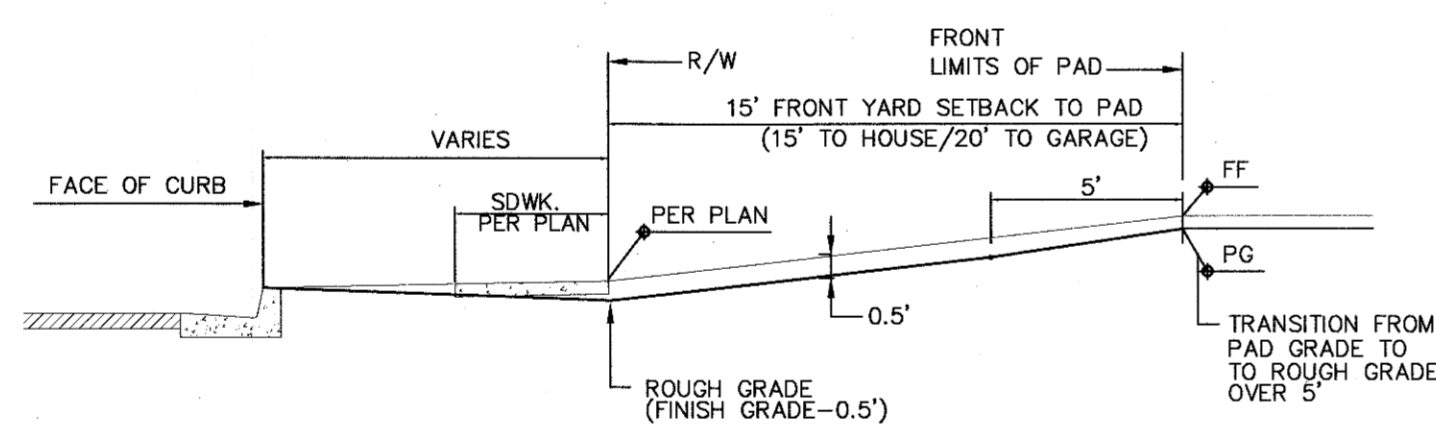 FRONT
LIMITS OF PAD
R/W
15' FRONT YARD SETBACK TO PAD
(15' TO HOUSE/20' TO GARAGE)
VARIES
FACE OF CURB
SDWK.
PER PLAN
PER PLAN
5'
FF
PG
0.5'
TRANSITION FROM
PAD GRADE TO
TO ROUGH GRADE
OVER 5'
ROUGH GRADE
(FINISH GRADE-0.5')